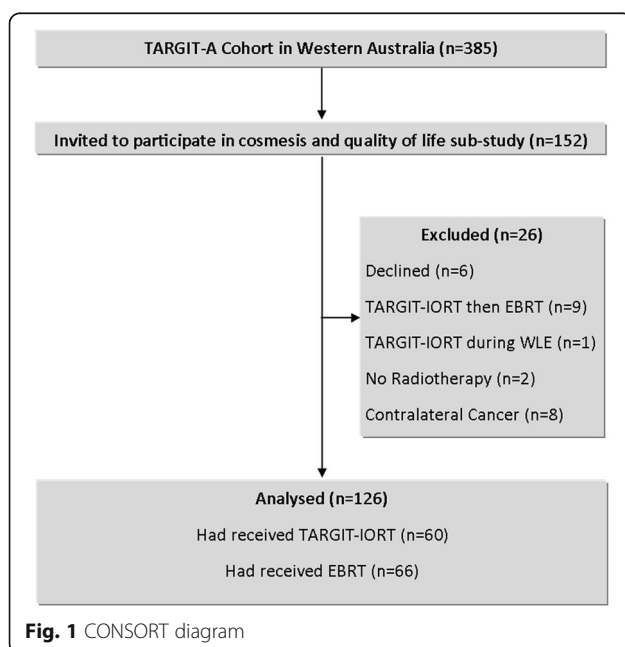 TARGIT-A Cohort in Western Australia (n=385)
Invited to participate in cosmesis and quality of life sub-study (n=152)
Excluded (n=26)
Declined (n=6)
TARGIT-IORT then EBRT (n=9)
TARGIT-IORT during WLE (n=1)
No Radiotherapy (n=2)
Contralateral Cancer (n=8)
Analysed (n=126)
Had received TARGIT-IORT (n=60)
Had received EBRT (n=66)
Fig. 1 CONSORT diagram